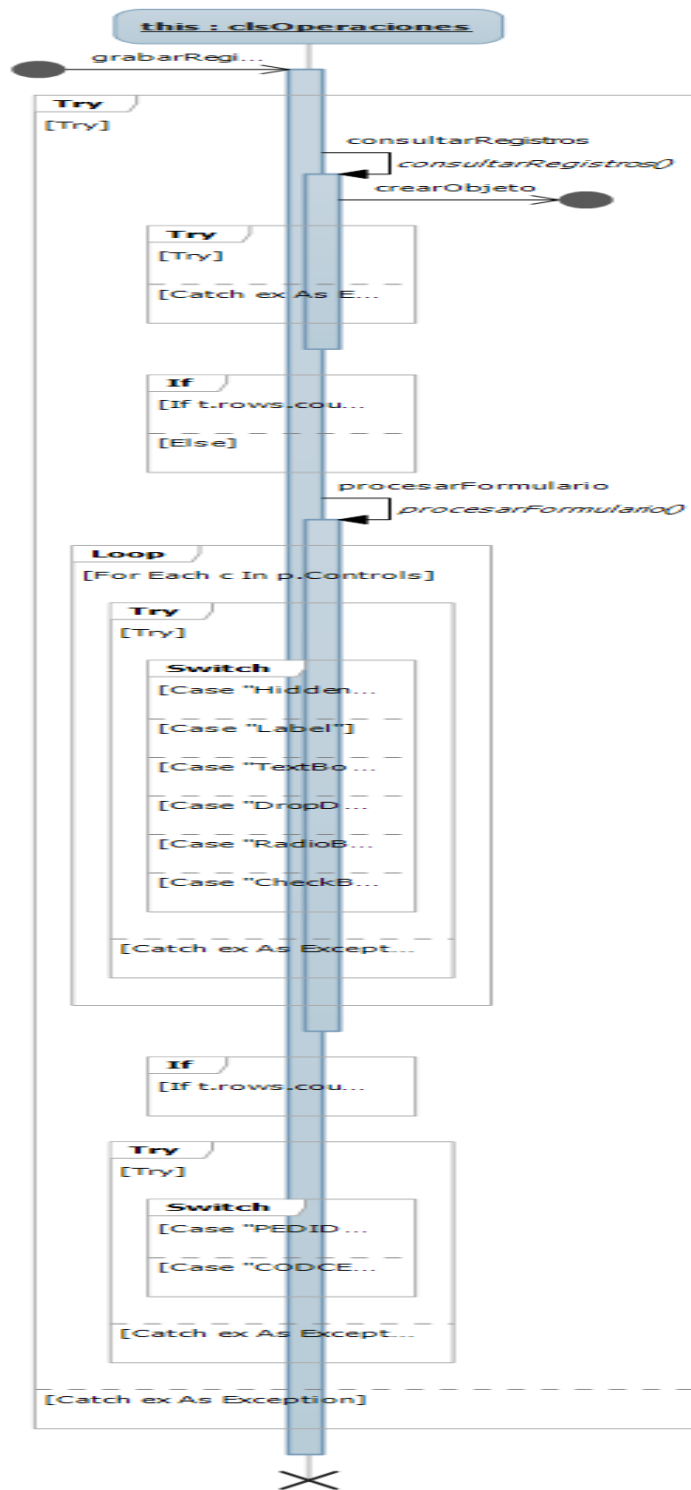 this : clsOperaciones
grabarRegi...
Try
[Try]
consultarRegistros
consultarRegistros()
crearObjeto
Try
[Try]
[Catch ex As E...
If
[If t.rows.cou...
[Else]
procesarFormulario
procesarFormulario()
Loop
[For Each c In p.Controls]
Try
[Try]
Switch
[Case "Hidden...
[Case "Label"]
[Case "TextBo...
[Case "DropD...
[Case "RadioB...
[Case "CheckB...
[Catch ex As Except...
If
[If t.rows.cou...
Try
[Try]
Switch
[Case "PEDID...
[Case "CODCE...
[Catch ex As Except...
[Catch ex As Exception]